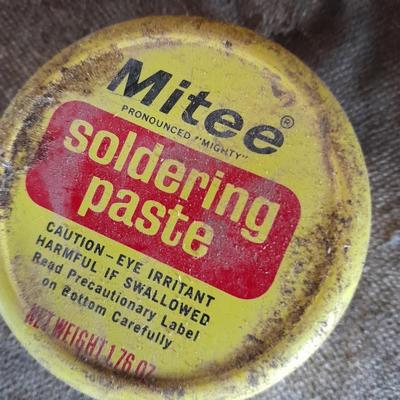 Mitee®
PRONOUNCED "MIGHTY"
soldering
paste
CAUTION – EYE IRRITANT
HARMFUL IF SWALLOWED
Read Precautionary Label
on Bottom Carefully
NET WEIGHT 1.76 OZ.